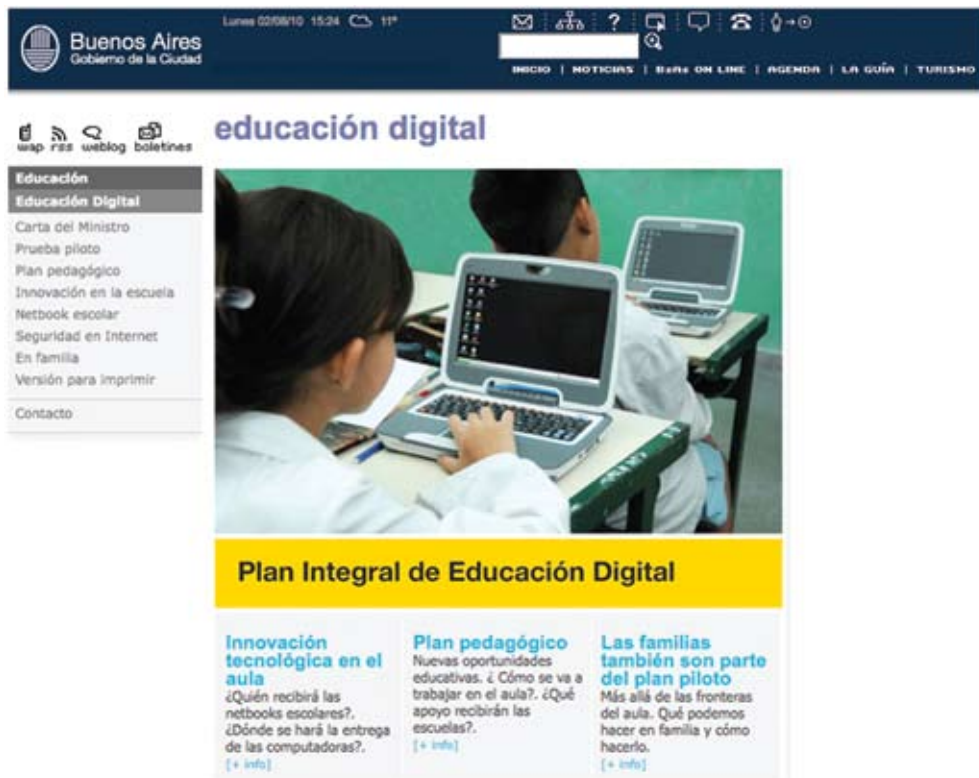 Buenos Aires
Gobierno de la Ciudad
Lunes 02/08/10 15:24 11º
?
INICIO | NOTICIAS | BsAs ON LINE | AGENDA | LA GUÍA | TURISMO
wap rss weblog boletines
Educación
Educación Digital
Carta del Ministro
Prueba piloto
Plan pedagógico
Innovación en la escuela
Netbook escolar
Seguridad en Internet
En familia
Versión para imprimir
Contacto
educación digital
Plan Integral de Educación Digital
Innovación
tecnológica en el
aula
¿Quién recibirá las
netbooks escolares?.
¿Dónde se hará la entrega
de las computadoras?.
[+ info]
Plan pedagógico
Nuevas oportunidades
educativas. ¿ Cómo se va a
trabajar en el aula?. ¿Qué
apoyo recibirán las
escuelas?.
[+ info]
Las familias
también son parte
del plan piloto
Más allá de las fronteras
del aula. Qué podemos
hacer en familia y cómo
hacerlo.
[+ info]